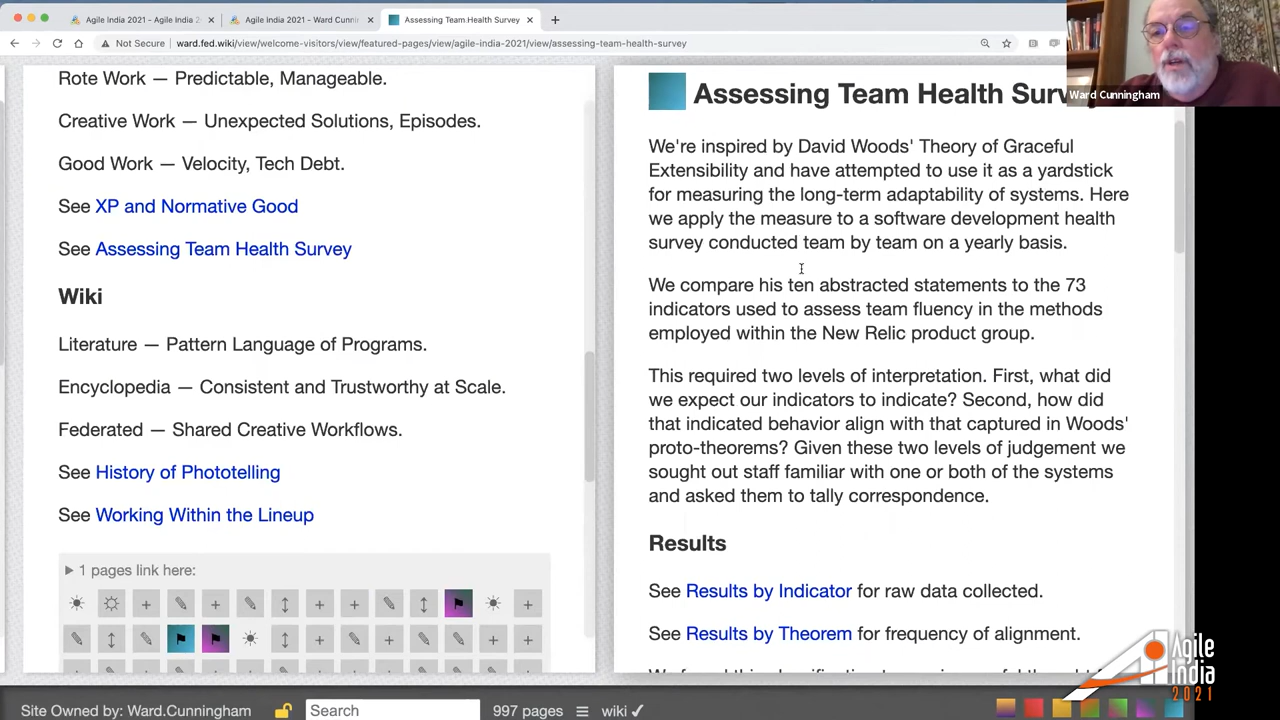 Agile India 2021 - Agile India 2
Agile India 2021 - Ward Cunnin
Assessing Team Health Survey
Not Secure
ward.fed.wiki/view/welcome-visitors/view/featured-pages/view/agile-india-2021/view/assessing-team-health-survey
Ward Cunningham
Rote Work — Predictable, Manageable.
Creative Work — Unexpected Solutions, Episodes.
Good Work — Velocity, Tech Debt.
See XP and Normative Good
See Assessing Team Health Survey
Wiki
Literature — Pattern Language of Programs.
Encyclopedia — Consistent and Trustworthy at Scale.
Federated — Shared Creative Workflows.
See History of Phototelling
See Working Within the Lineup
1 pages link here:
Assessing Team Health Surv
We're inspired by David Woods' Theory of Graceful
Extensibility and have attempted to use it as a yardstick
for measuring the long-term adaptability of systems. Here
we apply the measure to a software development health
survey conducted team by team on a yearly basis.
We compare his ten abstracted statements to the 73
indicators used to assess team fluency in the methods
employed within the New Relic product group.
This required two levels of interpretation. First, what did
we expect our indicators to indicate? Second, how did
that indicated behavior align with that captured in Woods'
proto-theorems? Given these two levels of judgement we
sought out staff familiar with one or both of the systems
and asked them to tally correspondence.
Results
See Results by Indicator for raw data collected.
See Results by Theorem for frequency of alignment.
Site Owned by: Ward.Cunningham
Search
997 pages
wiki ✓
Agile
India
2021